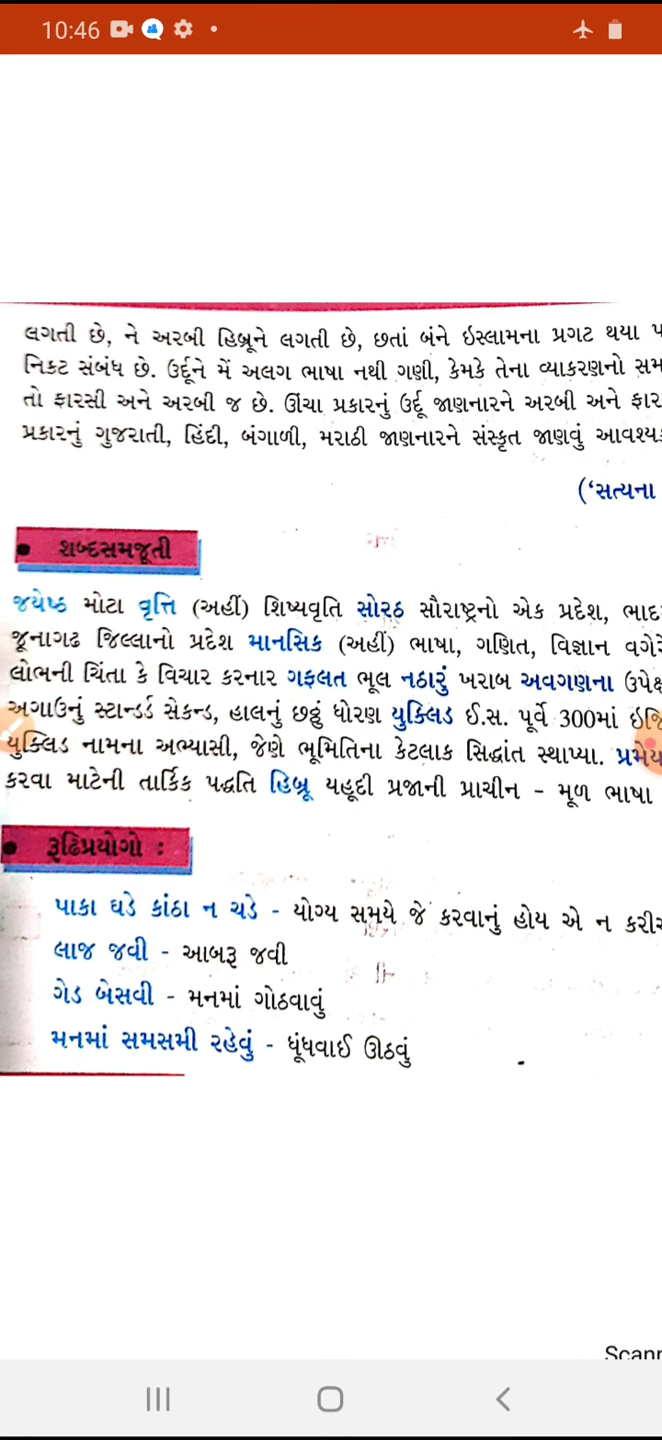 10:46
લગતી છે, ને અરબી હિબ્રૂને લગતી છે, છતાં બંને ઇસ્લામના પ્રગટ થયા
નિકટ સંબંધ છે. ઉર્દૂને મેં અલગ ભાષા નથી ગણી, કેમકે તેના વ્યાકરણનો
તો ફારસી અને અરબી જ છે. ઊંચા પ્રકારનું ઉર્દૂ જાણનારને અરબી અને
પ્રકારનું ગુજરાતી, હિંદી, બંગાળી, મરાઠી જાણનારને સંસ્કૃત જાણવું
('સત્યના
• શબ્દસમજૂતી
જયેષ્ઠ મોટા વૃત્તિ (અહીં) શિષ્યવૃતિ સોરઠ સૌરાષ્ટ્રનો એક પ્રદેશ,
જૂનાગઢ જિલ્લાનો પ્રદેશ માનસિક (અહીં) ભાષા, ગણિત, વિજ્ઞાન
લોભની ચિંતા કે વિચાર કરનાર ગફલત ભૂલ નઠારું ખરાબ અવગણના
અગાઉનું સ્ટાન્ડર્ડ સેકન્ડ, હાલનું છઠ્ઠું ધોરણ યુક્લિડ ઈ.સ. પૂર્વે 300માં
યુક્લિડ નામના અભ્યાસી, જેણે ભૂમિતિના કેટલાક સિદ્ધાંત સ્થાપ્યા.
કરવા માટેની તાર્કિક પદ્ધતિ હિબ્રૂ યહૂદી પ્રજાની પ્રાચીન - મૂળ ભાષા
• રૂઢિપ્રયોગો :
પાકા ઘડે કાંઠા ન ચડે - યોગ્ય સમયે જે કરવાનું હોય એ ન
લાજ જવી - આબરૂ જવી
ગેડ બેસવી - મનમાં ગોઠવાવું
મનમાં સમસમી રહેવું - ધૂંધવાઈ ઊઠવું